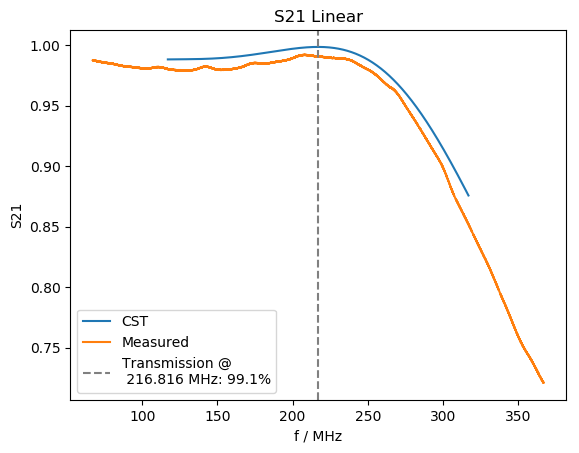 S21 Linear
1.00
0.95
0.90
0.85
0.80
0.75
S21
CST
Measured
Transmission @
216.816 MHz: 99.1%
100
150
200
250
300
350
f / MHz